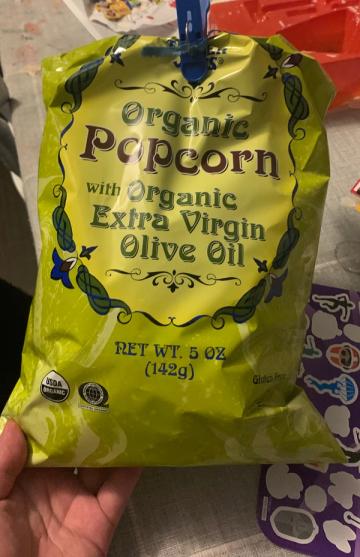 Organic
Popcorn
with Organic
Extra Virgin
Olive Oil
NET WT. 5 OZ
(142g)
USDA
ORGANIC
Gluten Free